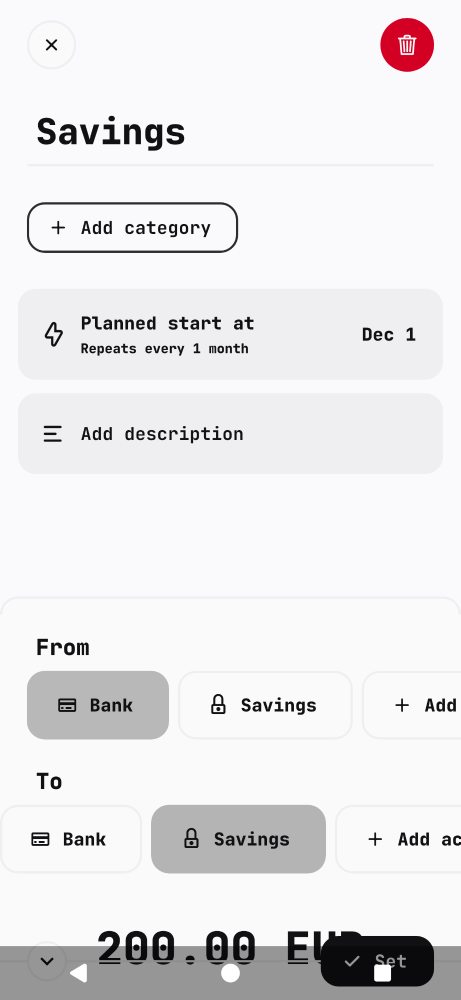 Savings
Add category
Planned start at
Repeats every 1 month
Dec 1
Add description
From
Bank
Savings
Add
To
Bank
Savings
Add ac
200.00 EUR
Set